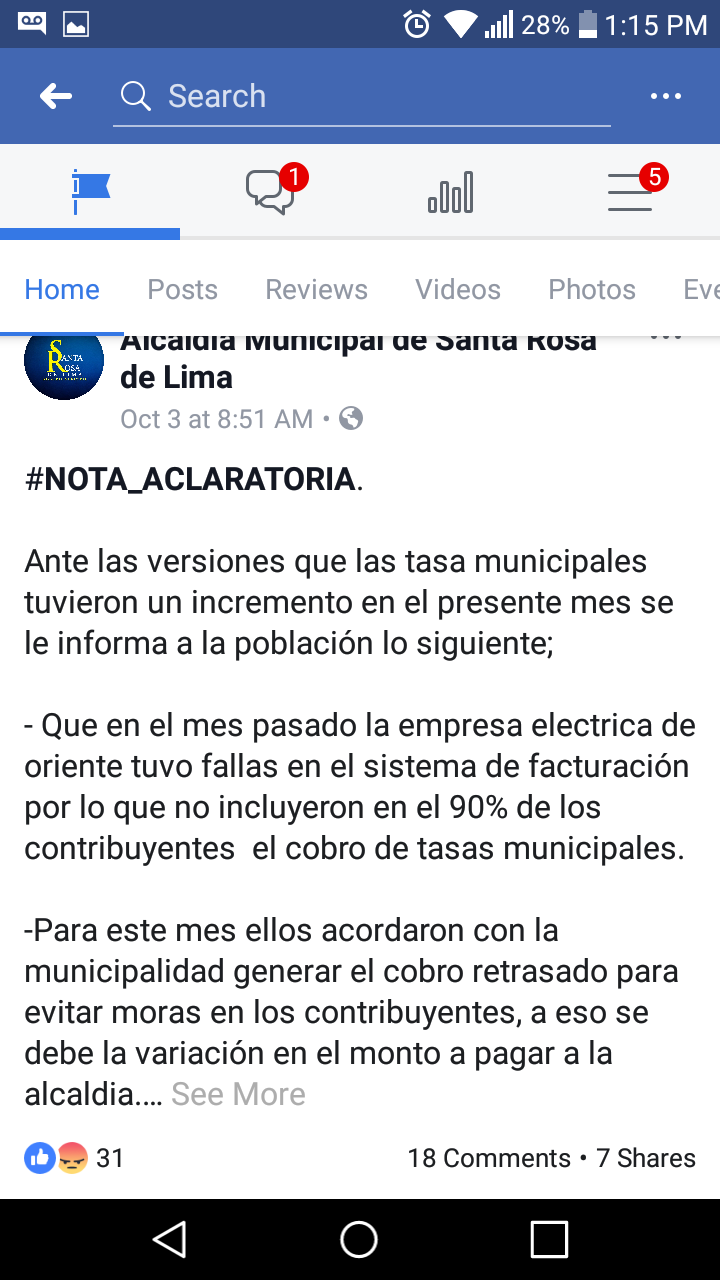 28% 1:15 PM
Search
1
5
Home Posts Reviews Videos Photos Eve
SANTA
ROSA
DE LIMA
Alcaldia Municipal de Santa Rosa
de Lima
Oct 3 at 8:51 AM •
#NOTA_ACLARATORIA.
Ante las versiones que las tasa municipales
tuvieron un incremento en el presente mes se
le informa a la población lo siguiente;
- Que en el mes pasado la empresa electrica de
oriente tuvo fallas en el sistema de facturación
por lo que no incluyeron en el 90% de los
contribuyentes  el cobro de tasas municipales.
-Para este mes ellos acordaron con la
municipalidad generar el cobro retrasado para
evitar moras en los contribuyentes, a eso se
debe la variación en el monto a pagar a la
alcaldia.... See More
31
18 Comments • 7 Shares